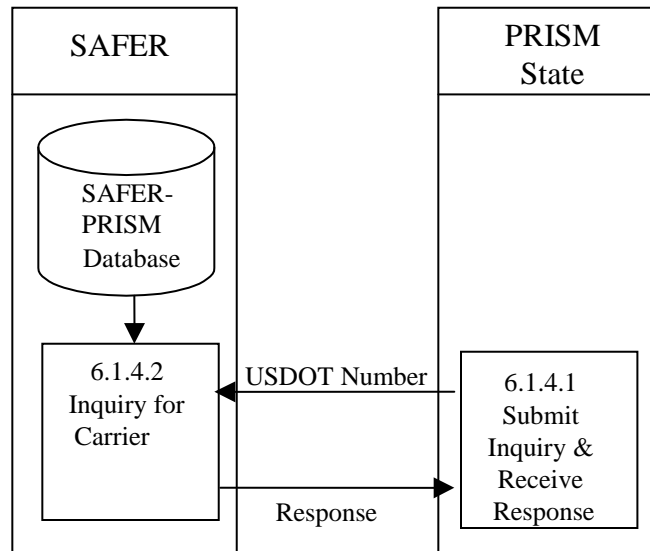 SAFER
PRISM
State
SAFER-
PRISM
Database
6.1.4.2
Inquiry for
Carrier
USDOT Number
6.1.4.1
Submit
Inquiry &
Receive
Response
Response